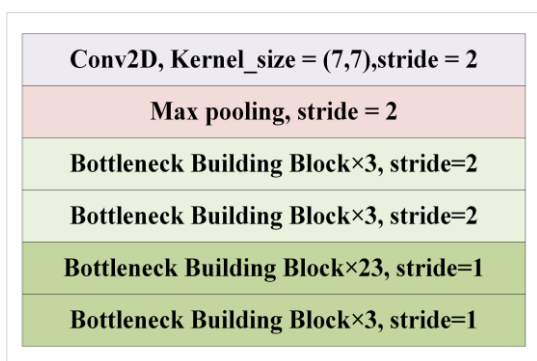 Conv2D, Kernel_size = (7,7),stride = 2
Max pooling, stride = 2
Bottleneck Building Block×3, stride=2
Bottleneck Building Block×3, stride=2
Bottleneck Building Block×23, stride=1
Bottleneck Building Block×3, stride=1